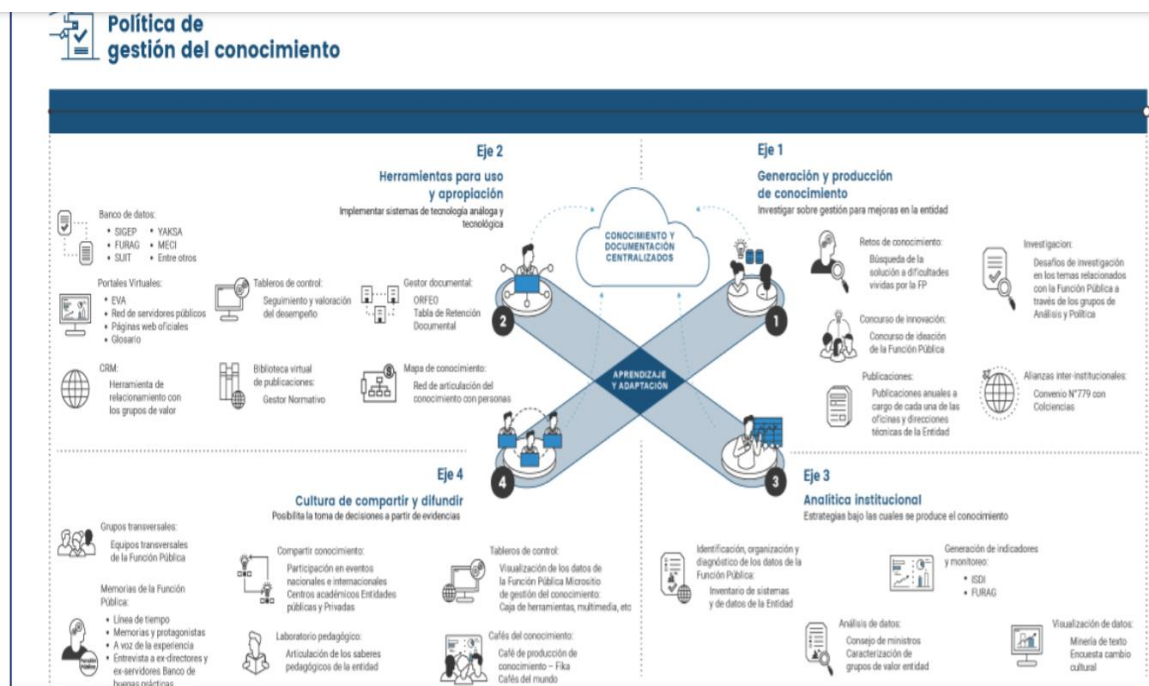 Política de
gestión del conocimiento
Eje 2
Herramientas para uso
y apropiación
Implementar sistemas de tecnología análoga y
tecnológica
Banco de datos:
• SIGEP
• FURAG
• SUIT
• YAKSA
• MECI
• Entre otros
Portales Virtuales:
• EVA
• Red de servidores públicos
• Páginas web oficiales
• Glosario
Tableros de control:
Seguimiento y valoración
del desempeño
Gestor documental:
ORFEO
Tabla de Retención
Documental
CRM:
Herramienta de
relacionamiento con
los grupos de valor
Biblioteca virtual
de publicaciones:
Gestor Normativo
Mapa de conocimiento:
Red de articulación del
conocimiento con personas
CONOCIMIENTO Y
DOCUMENTACIÓN
CENTRALIZADOS
2
1
APRENDIZAJE
Y ADAPTACIÓN
4
3
Eje 1
Generación y producción
de conocimiento
Investigar sobre gestión para mejoras en la entidad
Retos de conocimiento:
Búsqueda de la
solución a dificultades
vividas por la FP
Investigacion:
Desafíos de investigación
en los temas relacionados
con la Función Pública a
través de los grupos de
Análisis y Política
Concurso de innovación:
Concurso de ideación
de la Función Pública
Publicaciones:
Publicaciones anuales a
cargo de cada una de las
oficinas y direcciones
técnicas de la Entidad
Alianzas inter-institucionales:
Convenio N°779 con
Colciencias
Eje 4
Cultura de compartir y difundir
Posibilita la toma de decisiones a partir de evidencias
Grupos transversales:
Equipos transversales
de la Función Pública
Memorias de la Función
Pública:
• Línea de tiempo
• Memorias y protagonistas
• A voz de la experiencia
• Entrevista a ex-directores y
ex-servidores Banco de
buenas prácticas
Función
Pública
Compartir conocimiento:
Participación en eventos
nacionales e internacionales
Centros académicos Entidades
públicas y Privadas
Laboratorio pedagógico:
Articulación de los saberes
pedagógicos de la entidad
Tableros de control:
Visualización de los datos de
la Función Pública Micrositio
de gestión del conocimiento:
Caja de herramientas, multimedia, etc
Cafés del conocimiento:
Café de producción de
conocimiento – Fika
Cafés del mundo
Eje 3
Analítica institucional
Estrategias bajo las cuales se produce el conocimiento
Identificación, organización y
diagnóstico de los datos de la
Función Pública:
Inventario de sistemas
y de datos de la Entidad
Generación de indicadores
y monitoreo:
• ISDI
• FURAG
Análisis de datos:
Consejo de ministros
Caracterización de
grupos de valor entidad
Visualización de datos:
Minería de texto
Encuesta cambio
cultural